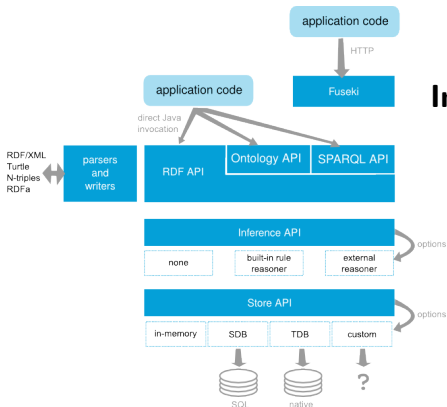 application code
HTTP
Fuseki
application code
direct Java
invocation
RDF/XML
Turtle
N-triples
RDFa
parsers
and
writers
RDF API
Ontology API
SPARQL API
Inference API
none
built-in rule
reasoner
external
reasoner
options
Store API
in-memory
SDB
TDB
custom
options
?
SQL
native